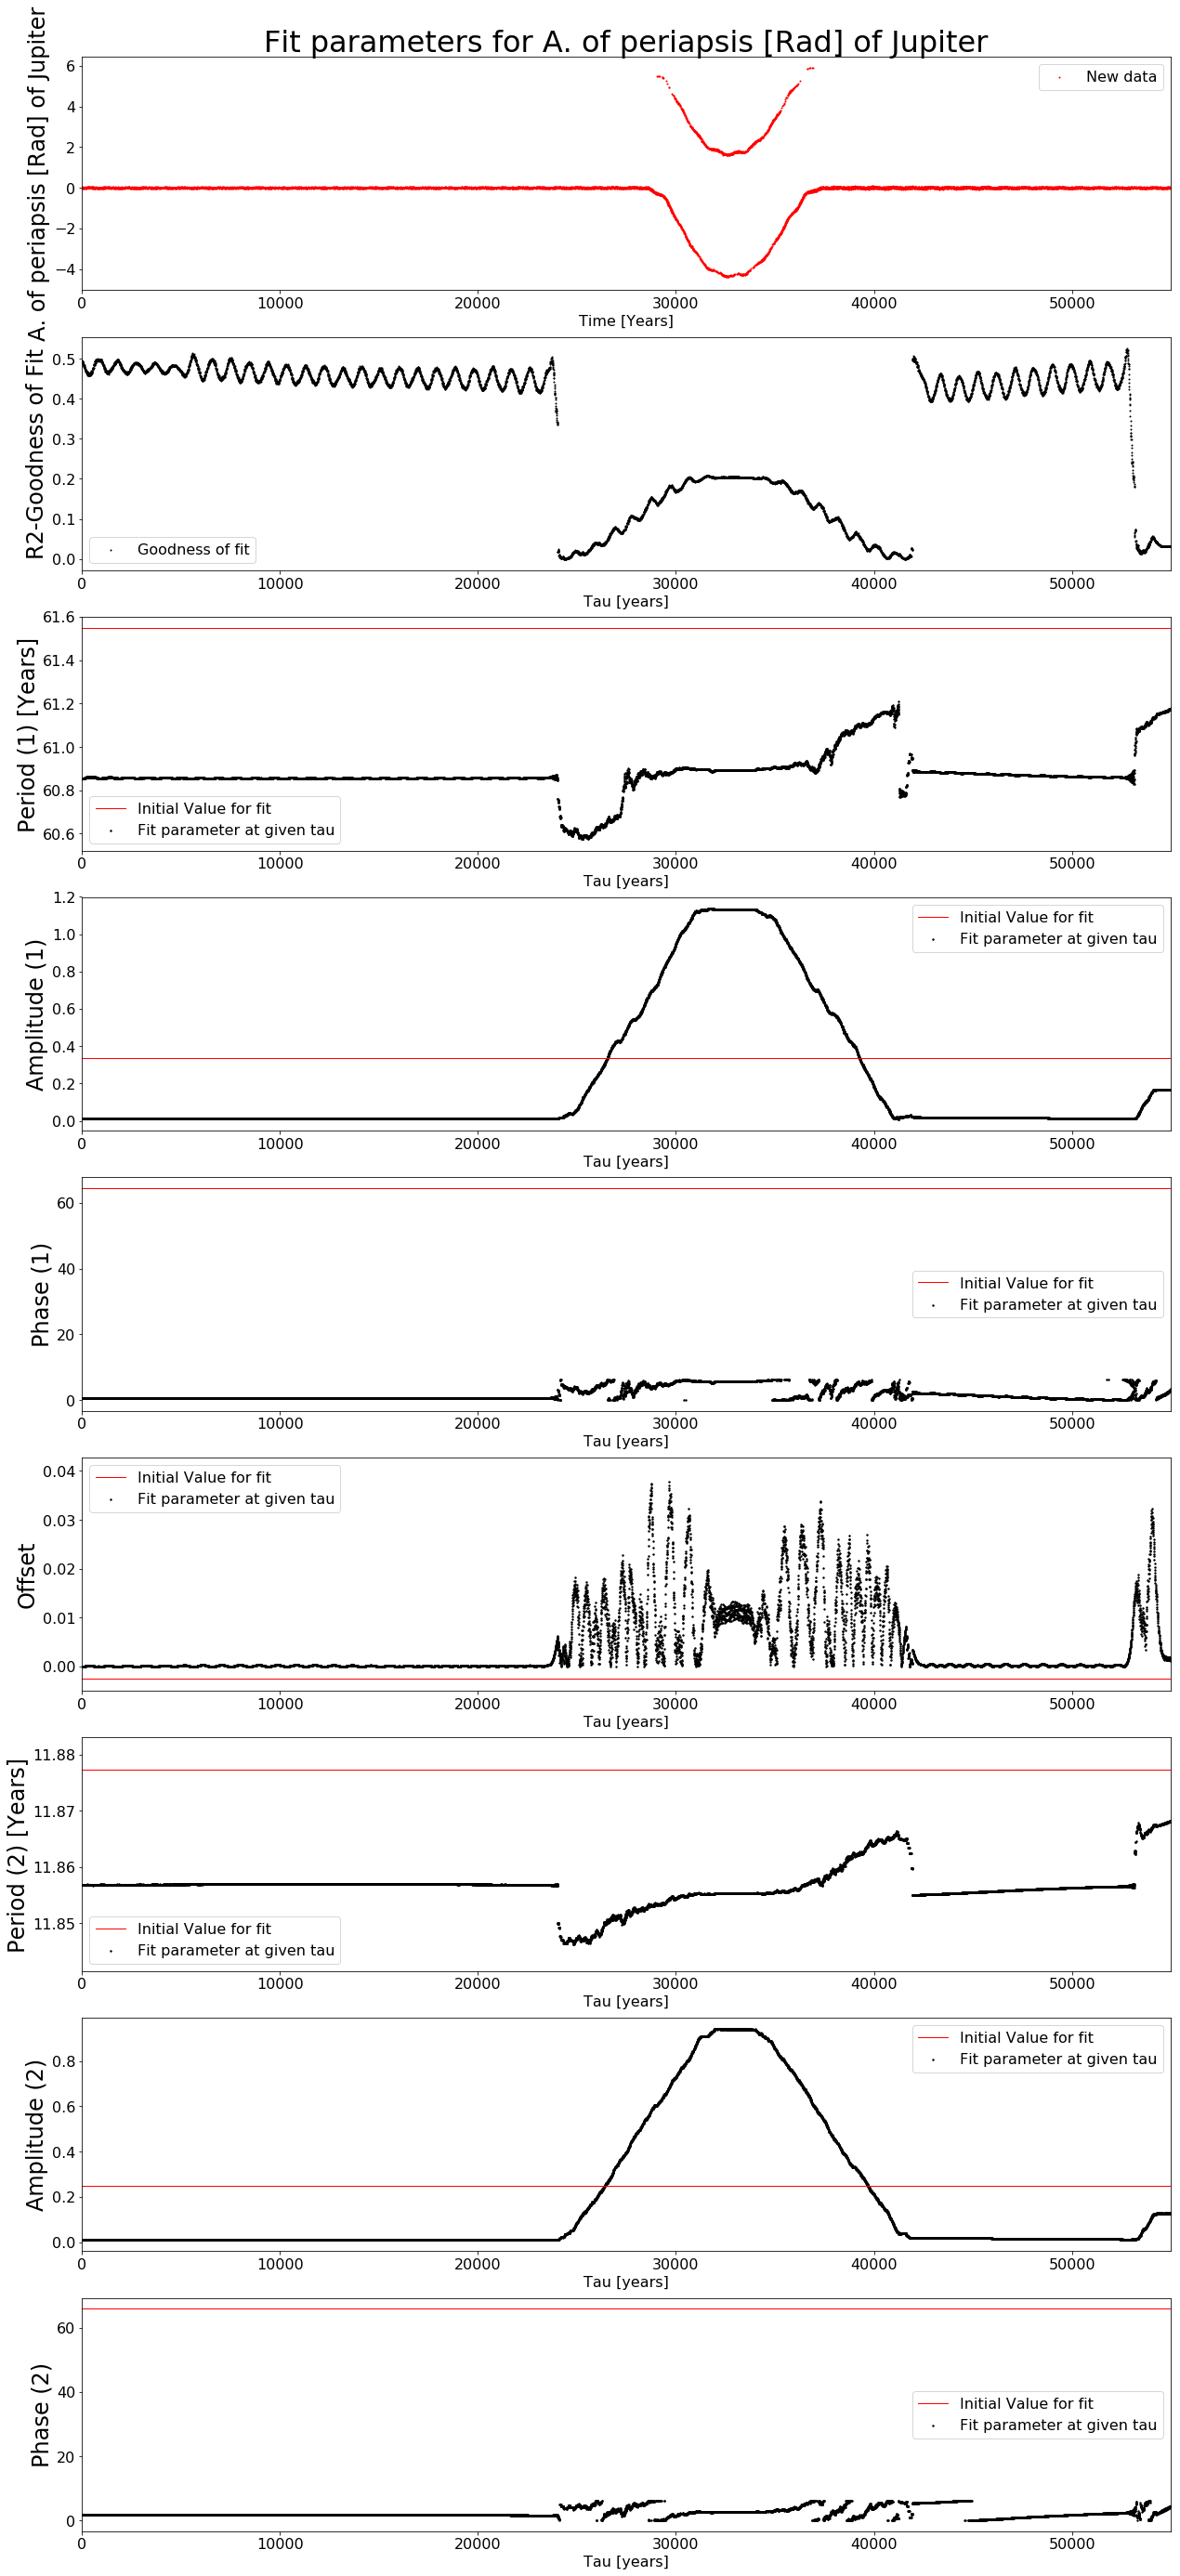 Fit parameters for A. of periapsis [Rad] of Jupiter
A. of periapsis [Rad] of Jupiter
6
4
2
0
−2
−4
New data
0 10000 20000 30000 40000 50000
Time [Years]
R2-Goodness of Fit
0.5
0.4
0.3
0.2
0.1
0.0
Goodness of fit
0 10000 20000 30000 40000 50000
Tau [years]
Period (1) [Years]
61.6
61.4
61.2
61.0
60.8
60.6
Initial Value for fit
Fit parameter at given tau
0 10000 20000 30000 40000 50000
Tau [years]
Amplitude (1)
1.2
1.0
0.8
0.6
0.4
0.2
0.0
Initial Value for fit
Fit parameter at given tau
0 10000 20000 30000 40000 50000
Tau [years]
Phase (1)
60
40
20
0
Initial Value for fit
Fit parameter at given tau
0 10000 20000 30000 40000 50000
Tau [years]
Offset
0.04
0.03
0.02
0.01
0.00
Initial Value for fit
Fit parameter at given tau
0 10000 20000 30000 40000 50000
Tau [years]
Period (2) [Years]
11.88
11.87
11.86
11.85
Initial Value for fit
Fit parameter at given tau
0 10000 20000 30000 40000 50000
Tau [years]
Amplitude (2)
0.8
0.6
0.4
0.2
0.0
Initial Value for fit
Fit parameter at given tau
0 10000 20000 30000 40000 50000
Tau [years]
Phase (2)
60
40
20
0
Initial Value for fit
Fit parameter at given tau
0 10000 20000 30000 40000 50000
Tau [years]